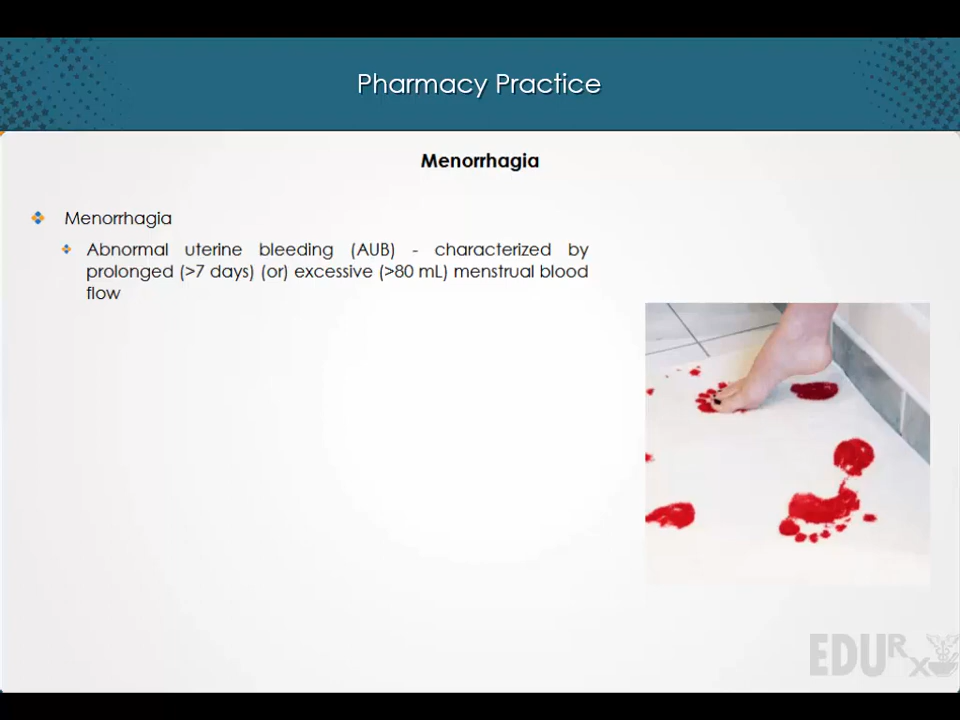 Pharmacy Practice
Menorrhagia
Menorrhagia
Abnormal uterine bleeding (AUB) - characterized by
prolonged (>7 days) (or) excessive (>80 mL) menstrual blood
flow
EDURx